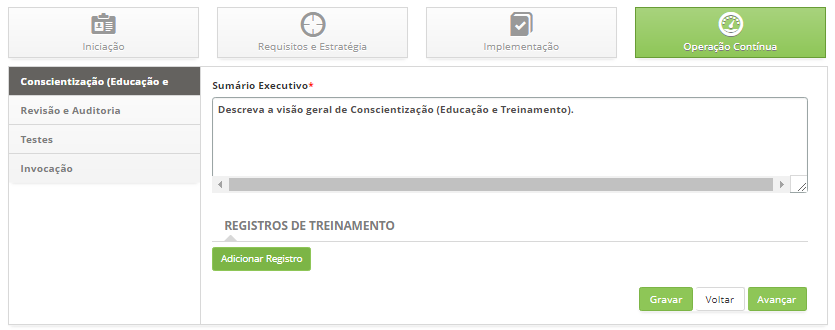 Iniciação
Requisitos e Estratégia
Implementação
Operação Contínua
Conscientização (Educação e
Revisão e Auditoria
Testes
Invocação
Sumário Executivo*
Descreva a visão geral de Conscientização (Educação e Treinamento).
REGISTROS DE TREINAMENTO
Adicionar Registro
Gravar
Voltar
Avançar